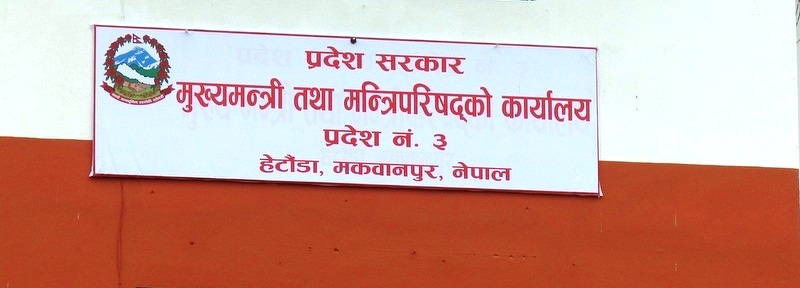 प्रदेश सरकार
मुख्यमन्त्री तथा मन्त्रिपरिषद्को कार्यालय
प्रदेश नं. ३
हेटौंडा, मकवानपुर, नेपाल